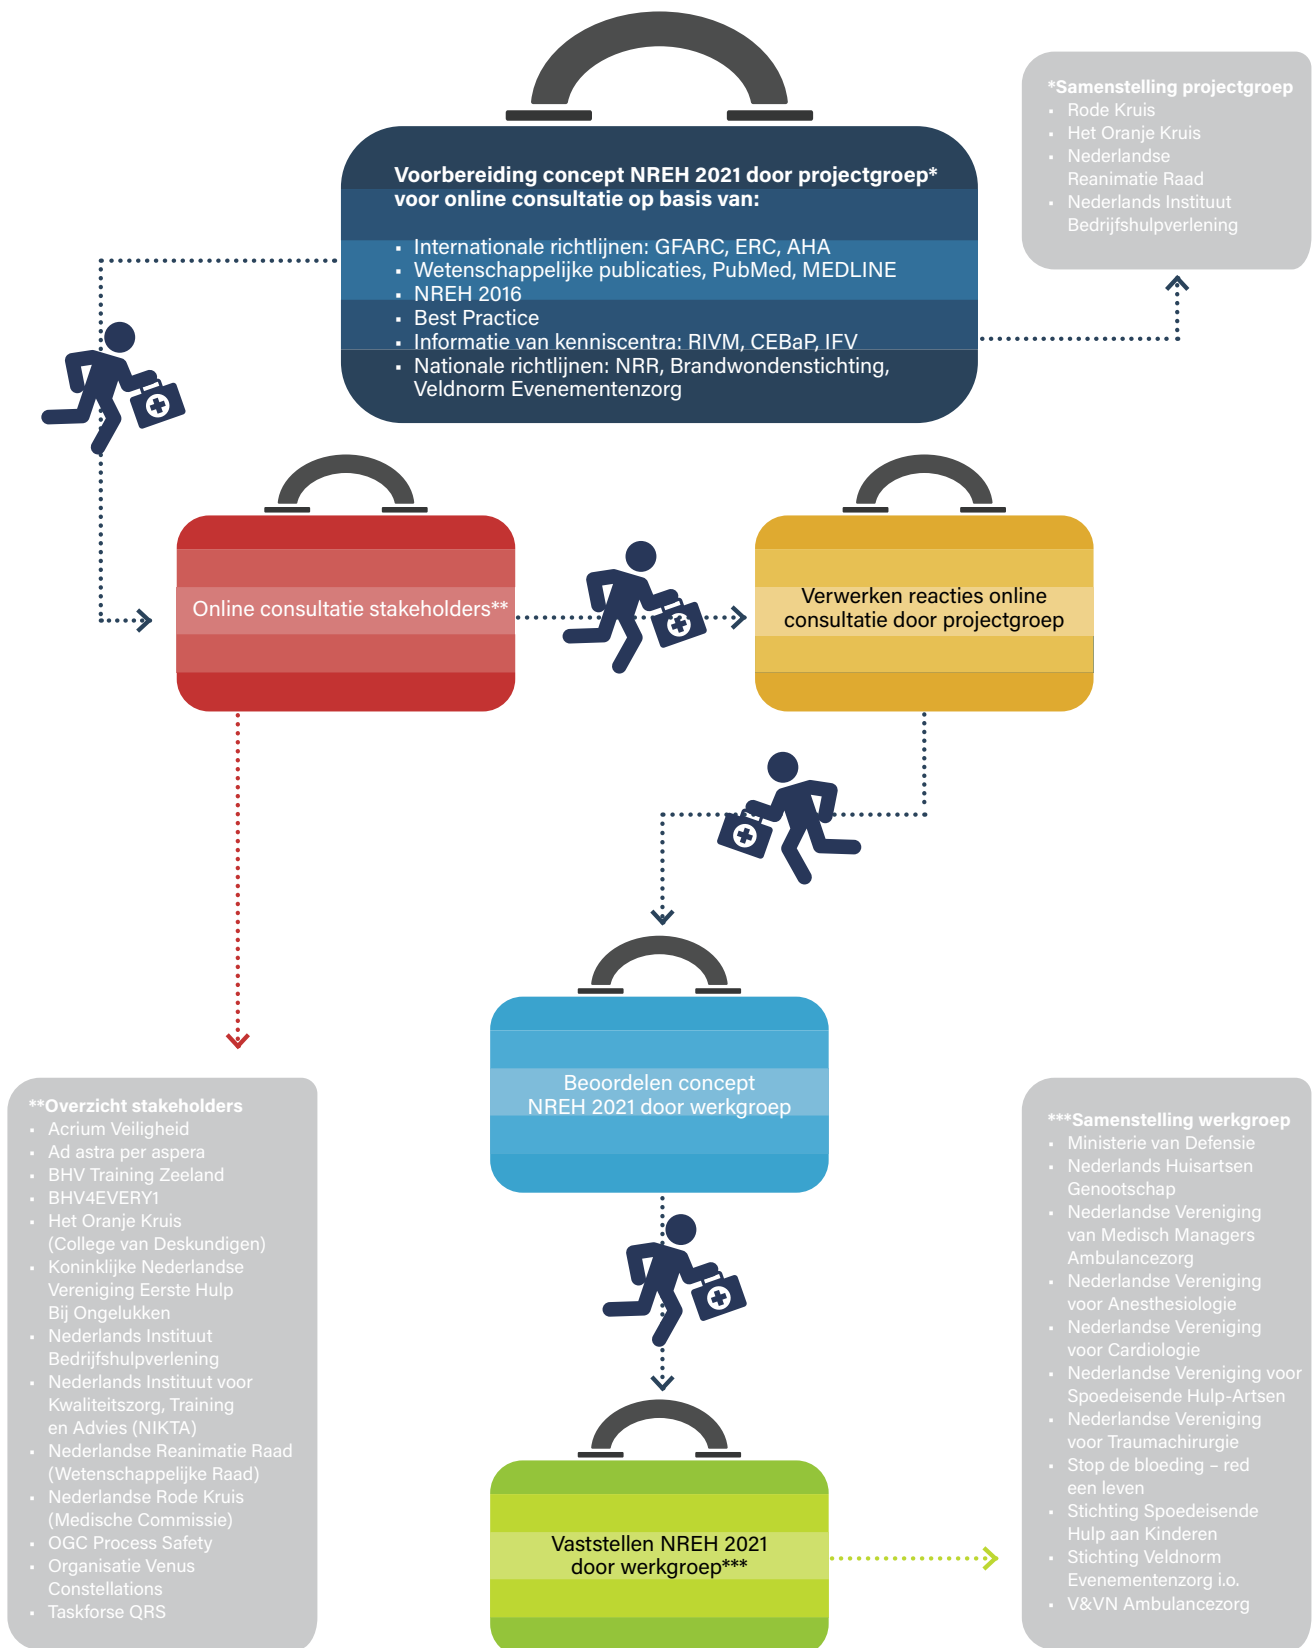 *Samenstelling projectgroep
• Rode Kruis
• Het Oranje Kruis
• Nederlandse
Reanimatie Raad
• Nederlands Instituut
Bedrijfshulpverlening
Voorbereiding concept NREH 2021 door projectgroep*
voor online consultatie op basis van:
• Internationale richtlijnen: GFARC, ERC, AHA
• Wetenschappelijke publicaties, PubMed, MEDLINE
• NREH 2016
• Best Practice
• Informatie van kenniscentra: RIVM, CEBaP, IFV
• Nationale richtlijnen: NRR, Brandwondenstichting,
Veldnorm Evenementenzorg
Online consultatie stakeholders**
Verwerken reacties online
consultatie door projectgroep
Beoordelen concept
NREH 2021 door werkgroep
**Overzicht stakeholders
• Acrium Veiligheid
• Ad astra per aspera
• BHV Training Zeeland
• BHV4EVERY1
• Het Oranje Kruis
(College van Deskundigen)
• Koninklijke Nederlandse
Vereniging Eerste Hulp
Bij Ongelukken
• Nederlands Instituut
Bedrijfshulpverlening
• Nederlands Instituut voor
Kwaliteitszorg, Training
en Advies (NIKTA)
• Nederlandse Reanimatie Raad
(Wetenschappelijke Raad)
• Nederlandse Rode Kruis
(Medische Commissie)
• OGC Process Safety
• Organisatie Venus
Constellations
• Taskforse QRS
Vaststellen NREH 2021
door werkgroep***
***Samenstelling werkgroep
• Ministerie van Defensie
• Nederlands Huisartsen
Genootschap
• Nederlandse Vereniging
van Medisch Managers
Ambulancezorg
• Nederlandse Vereniging
voor Anesthesiologie
• Nederlandse Vereniging
voor Cardiologie
• Nederlandse Vereniging voor
Spoedeisende Hulp-Artsen
• Nederlandse Vereniging
voor Traumachirurgie
• Stop de bloeding – red
een leven
• Stichting Spoedeisende
Hulp aan Kinderen
• Stichting Veldnorm
Evenementenzorg i.o.
• V&VN Ambulancezorg